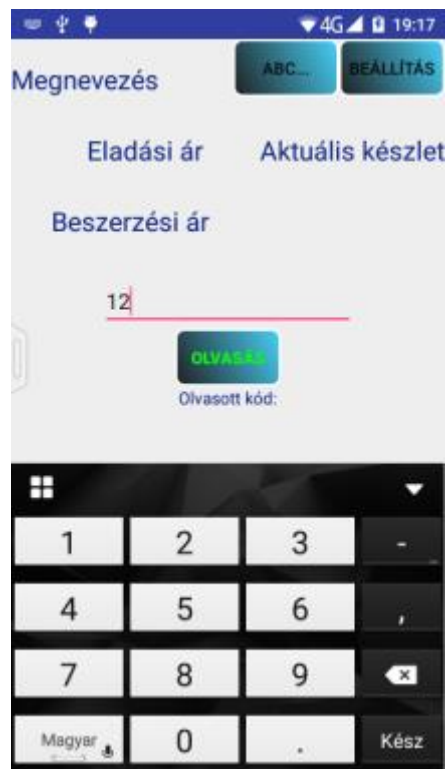 4G 19:17
Megnevezés ABC... BEÁLLÍTÁS
Eladási ár Aktuális készlet
Beszerzési ár
12
OLVASÁS
Olvasott kód:
1 2 3 -
4 5 6 ,
7 8 9
Magyar 0 . Kész